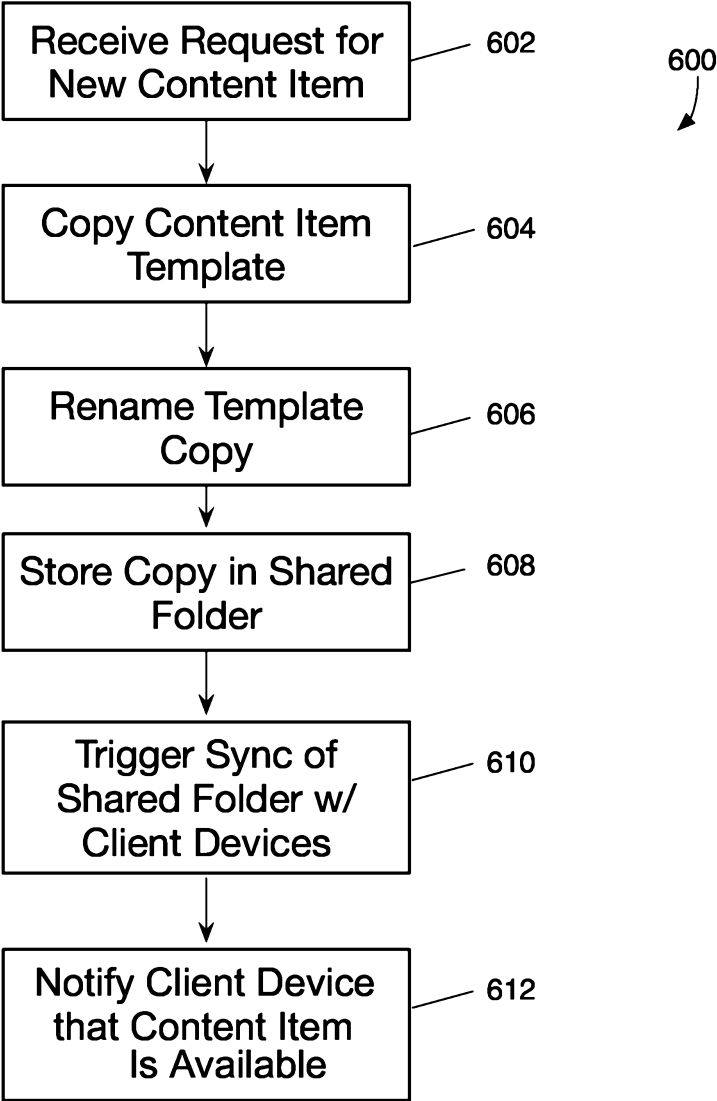 Receive Request for
New Content Item
602
600
Copy Content Item
Template
604
Rename Template
Copy
606
Store Copy in Shared
Folder
608
Trigger Sync of
Shared Folder w/
Client Devices
610
Notify Client Device
that Content Item
Is Available
612